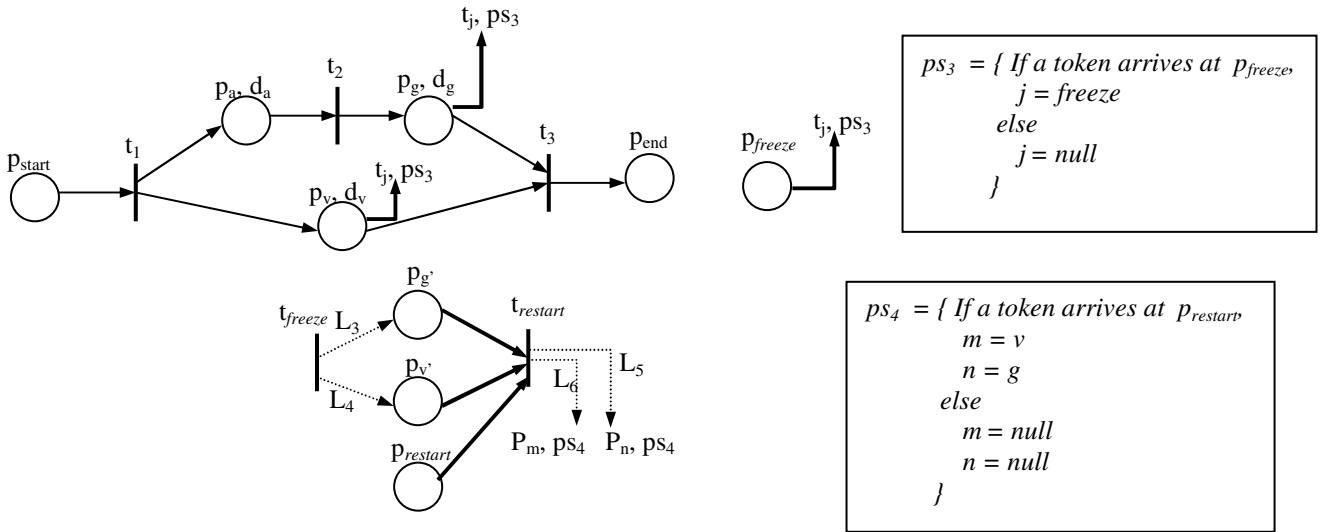 tj, ps3
t2
pa, da
pg, dg
t1
t3
pstart
tj, ps3
pv, dv
pend
pfreeze
tj, ps3
ps3 = { If a token arrives at pfreeze,
j = freeze
else
j = null
}
pg'
tfreeze
L3
trestart
pv'
L4
L6
L5
Pm, ps4
Pn, ps4
prestart
ps4 = { If a token arrives at prestart,
m = v
n = g
else
m = null
n = null
}